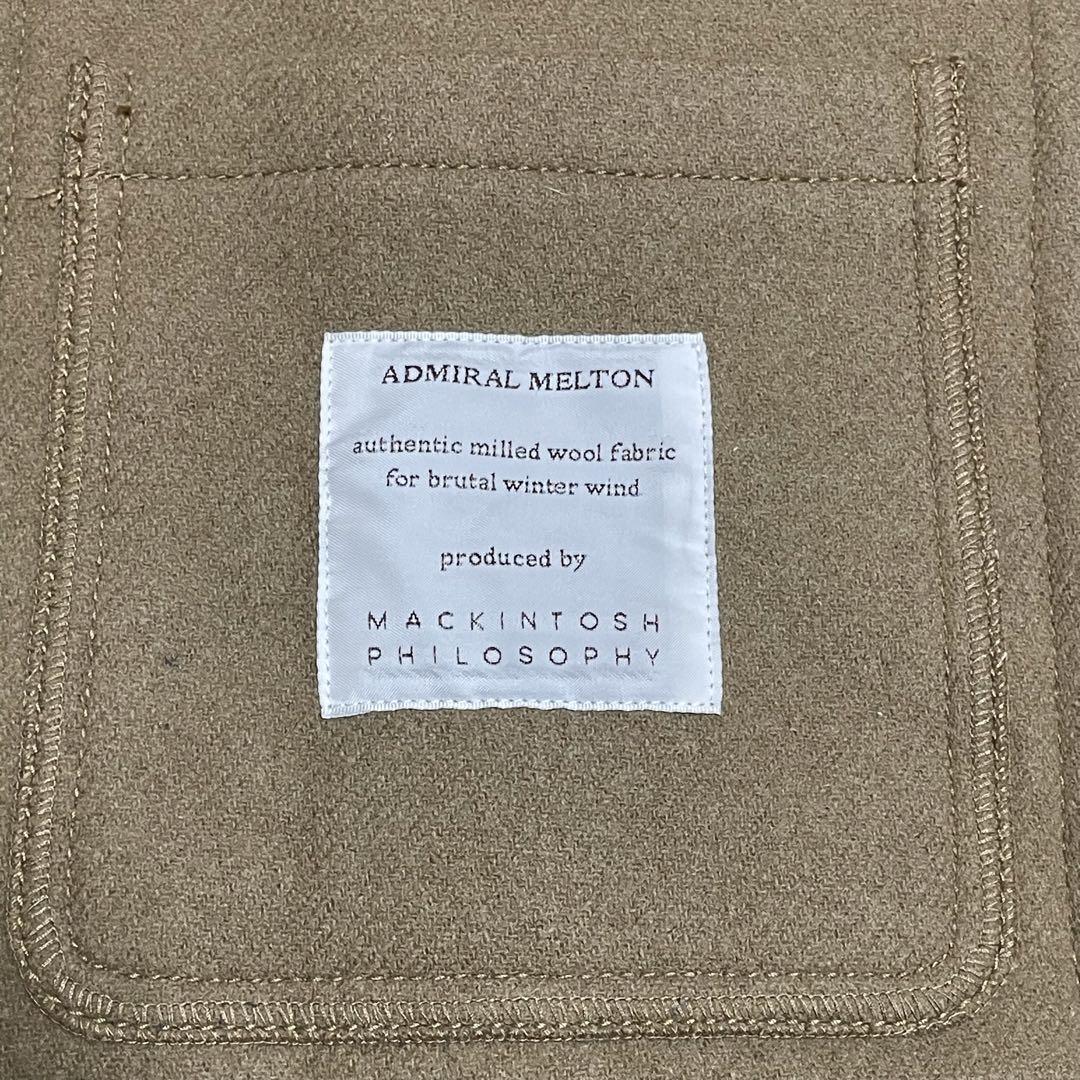 ADMIRAL MELTON
authentic milled wool fabric
for brutal winter wind
produced by
MACKINTOSH
PHILOSOPHY